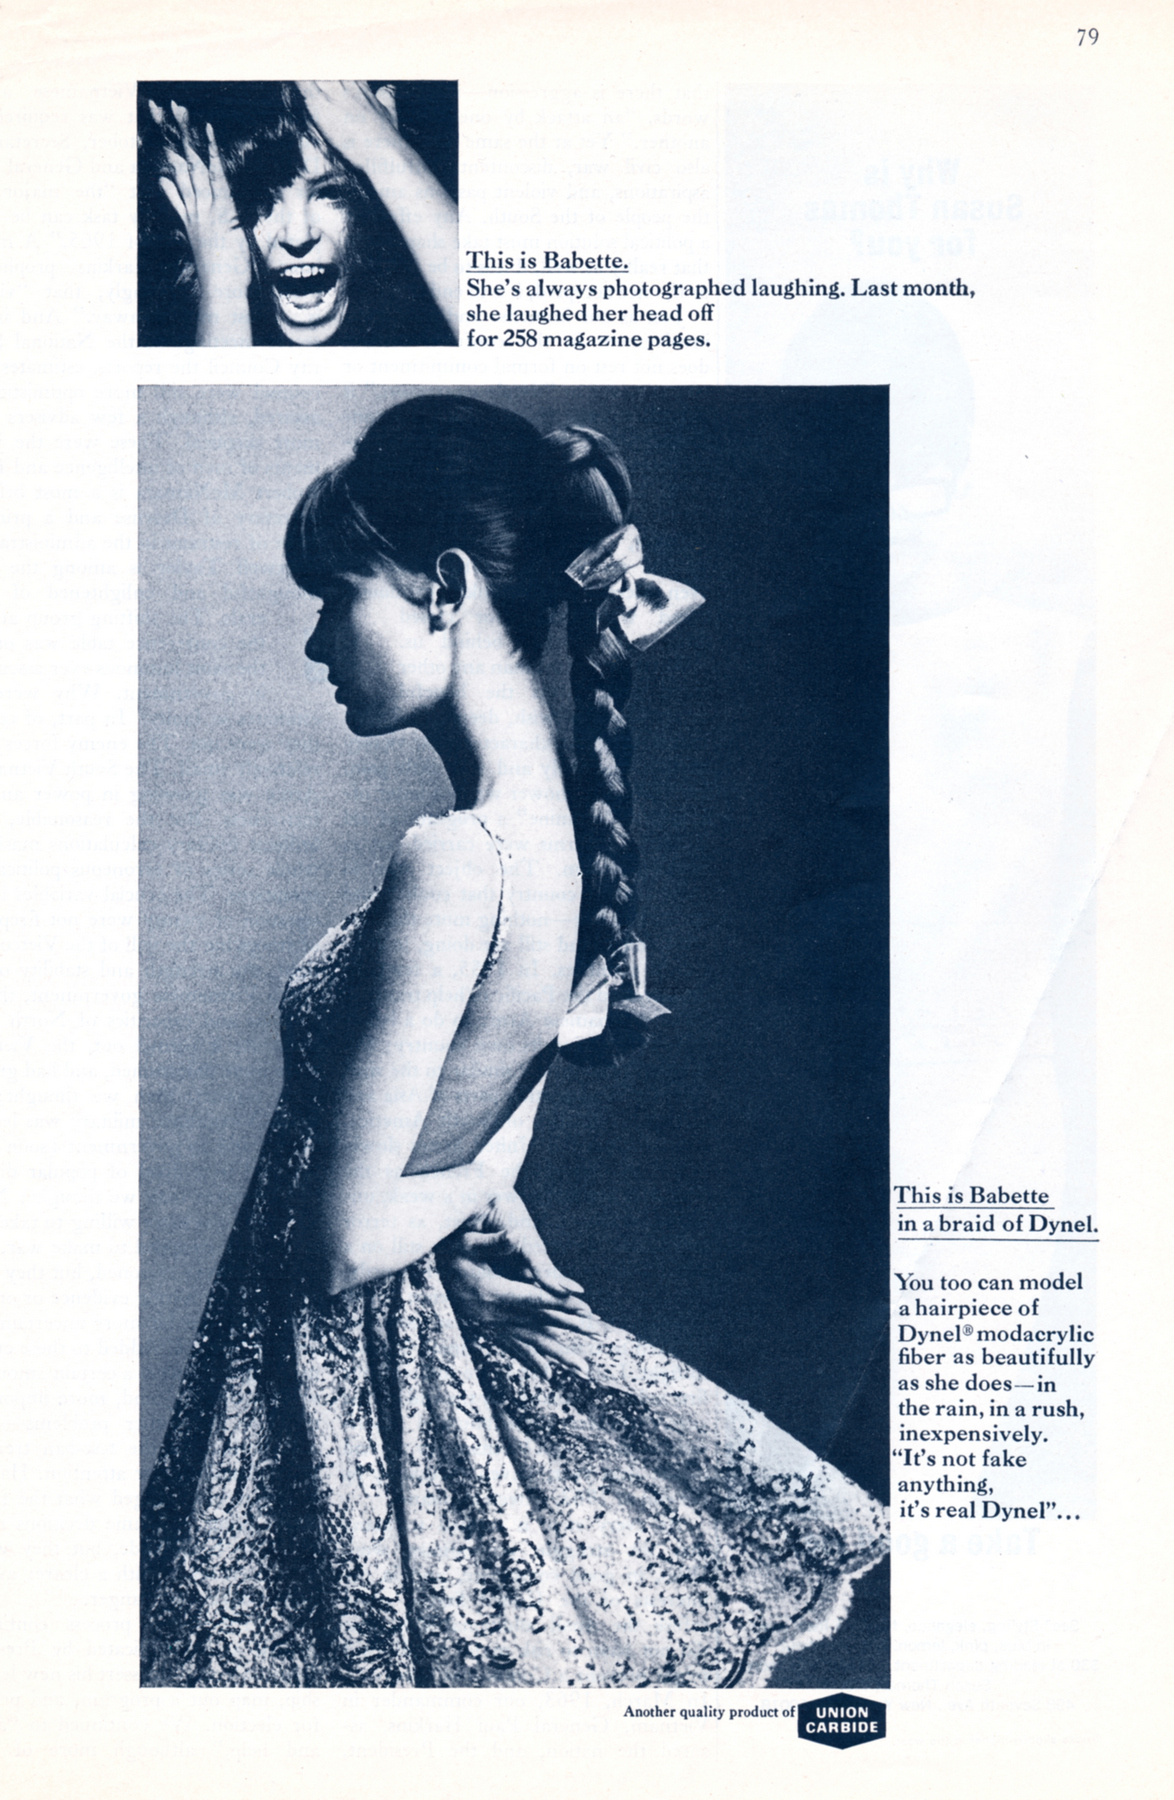 79
This is Babette.
She's always photographed laughing. Last month,
she laughed her head off
for 258 magazine pages.
This is Babette
in a braid of Dynel.
You too can model
a hairpiece of
Dynel® modacrylic
fiber as beautifully
as she does—in
the rain, in a rush,
inexpensively.
“It's not fake
anything,
it's real Dynel”...
Another quality product of
UNION
CARBIDE